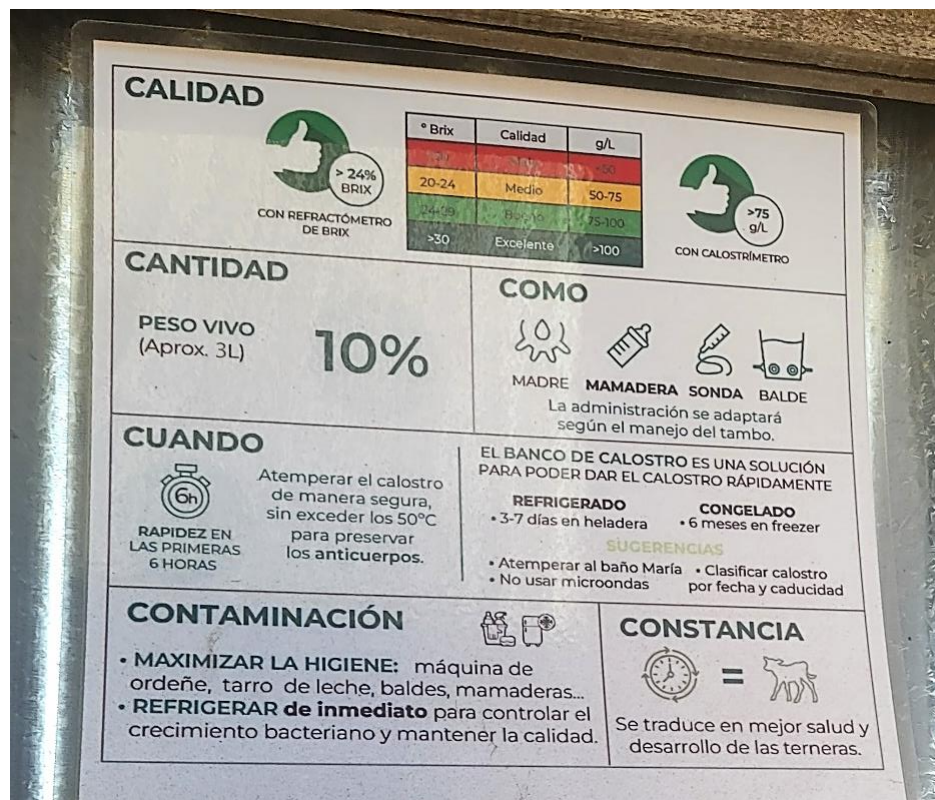 CALIDAD
> 24%
BRIX
CON REFRACTÓMETRO
DE BRIX
° Brix Calidad g/L
<50
20-24 Medio 50-75
24-29 Bueno 75-100
>30 Excelente >100
>75
g/L
CON CALOSTRÍMETRO
CANTIDAD
PESO VIVO
(Aprox. 3L)
10%
COMO
MADRE MAMADERA SONDA BALDE
La administración se adaptará
según el manejo del tambo.
CUANDO
6h
RAPIDEZ EN
LAS PRIMERAS
6 HORAS
Atemperar el calostro
de manera segura,
sin exceder los 50°C
para preservar
los anticuerpos.
EL BANCO DE CALOSTRO ES UNA SOLUCIÓN
PARA PODER DAR EL CALOSTRO RÁPIDAMENTE
REFRIGERADO
• 3-7 días en heladera
CONGELADO
• 6 meses en freezer
SUGERENCIAS
• Atemperar al baño María
• No usar microondas
• Clasificar calostro
por fecha y caducidad
CONTAMINACIÓN
• MAXIMIZAR LA HIGIENE: máquina de
ordeñe, tarro de leche, baldes, mamaderas...
• REFRIGERAR de inmediato para controlar el
crecimiento bacteriano y mantener la calidad.
CONSTANCIA
=
Se traduce en mejor salud y
desarrollo de las terneras.